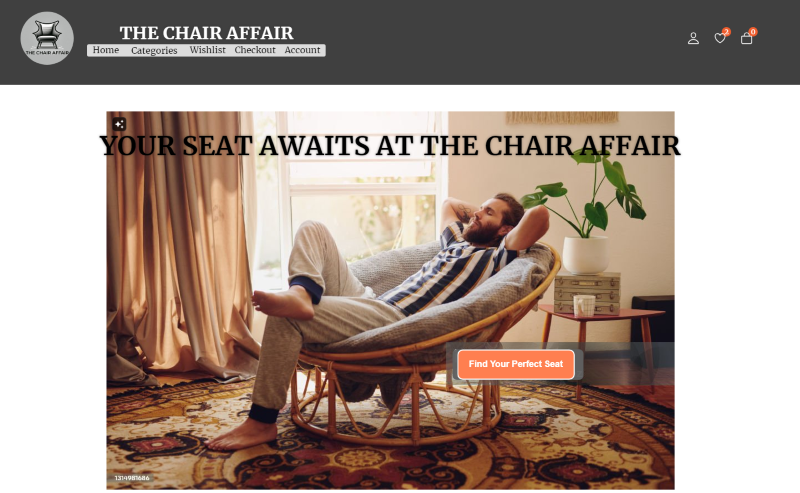 THE CHAIR AFFAIR
THE CHAIR AFFAIR
Home Categories Wishlist Checkout Account
0
YOUR SEAT AWAITS AT THE CHAIR AFFAIR
Find Your Perfect Seat
1314981686